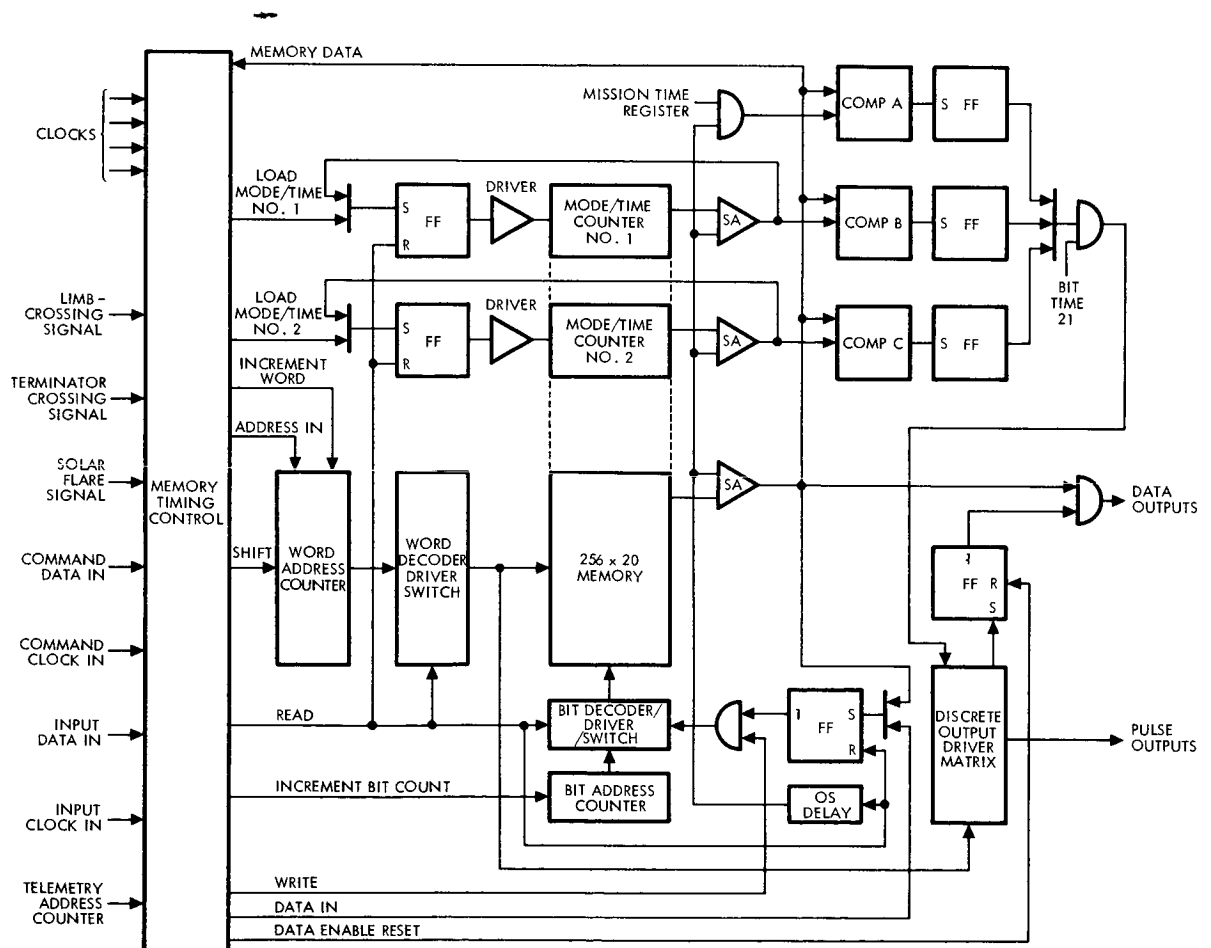 MEMORY DATA
CLOCKS
MISSION TIME
REGISTER
COMP A
S FF
LOAD
MODE/TIME
NO. 1
S
FF
R
DRIVER
MODE/TIME
COUNTER
NO. 1
SA
COMP B
S FF
BIT
TIME
21
LIMB-
CROSSING
SIGNAL
LOAD
MODE/TIME
NO. 2
S
FF
R
DRIVER
MODE/TIME
COUNTER
NO. 2
SA
COMP C
S FF
TERMINATOR
CROSSING
SIGNAL
INCREMENT
WORD
ADDRESS IN
SOLAR
FLARE
SIGNAL
MEMORY
TIMING
CONTROL
SA
DATA
OUTPUTS
COMMAND
DATA IN
SHIFT
WORD
ADDRESS
COUNTER
WORD
DECODER
DRIVER
SWITCH
256 x 20
MEMORY
1
FF R
S
COMMAND
CLOCK IN
INPUT
DATA IN
READ
BIT DECODER/
DRIVER
/SWITCH
1 S
FF
R
DISCRETE
OUTPUT
DRIVER
MATRIX
PULSE
OUTPUTS
INCREMENT BIT COUNT
BIT ADDRESS
COUNTER
OS
DELAY
INPUT
CLOCK IN
TELEMETRY
ADDRESS
COUNTER
WRITE
DATA IN
DATA ENABLE RESET